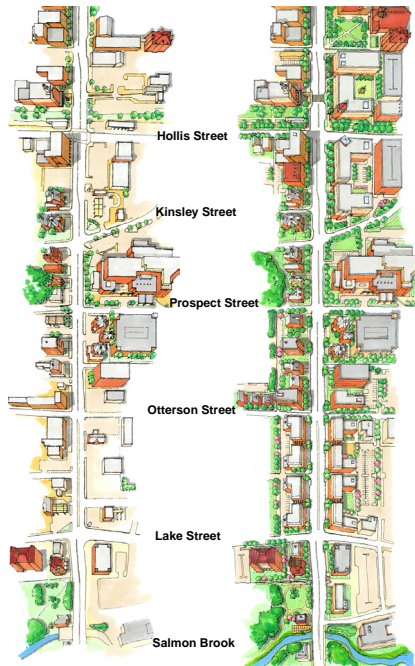 Hollis Street
Kinsley Street
Prospect Street
Otterson Street
Lake Street
Salmon Brook